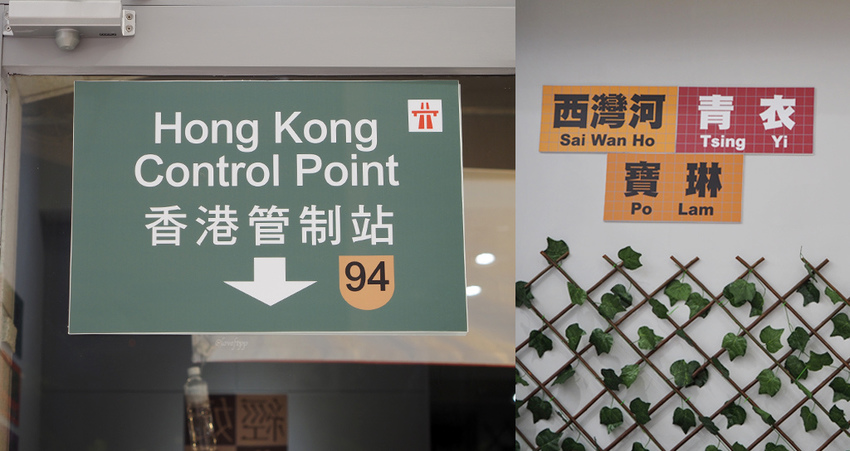 Hong Kong
Control Point
香港管制站
94
西灣河
Sai Wan Ho
青衣
Tsing Yi
寶琳
Po Lam
經